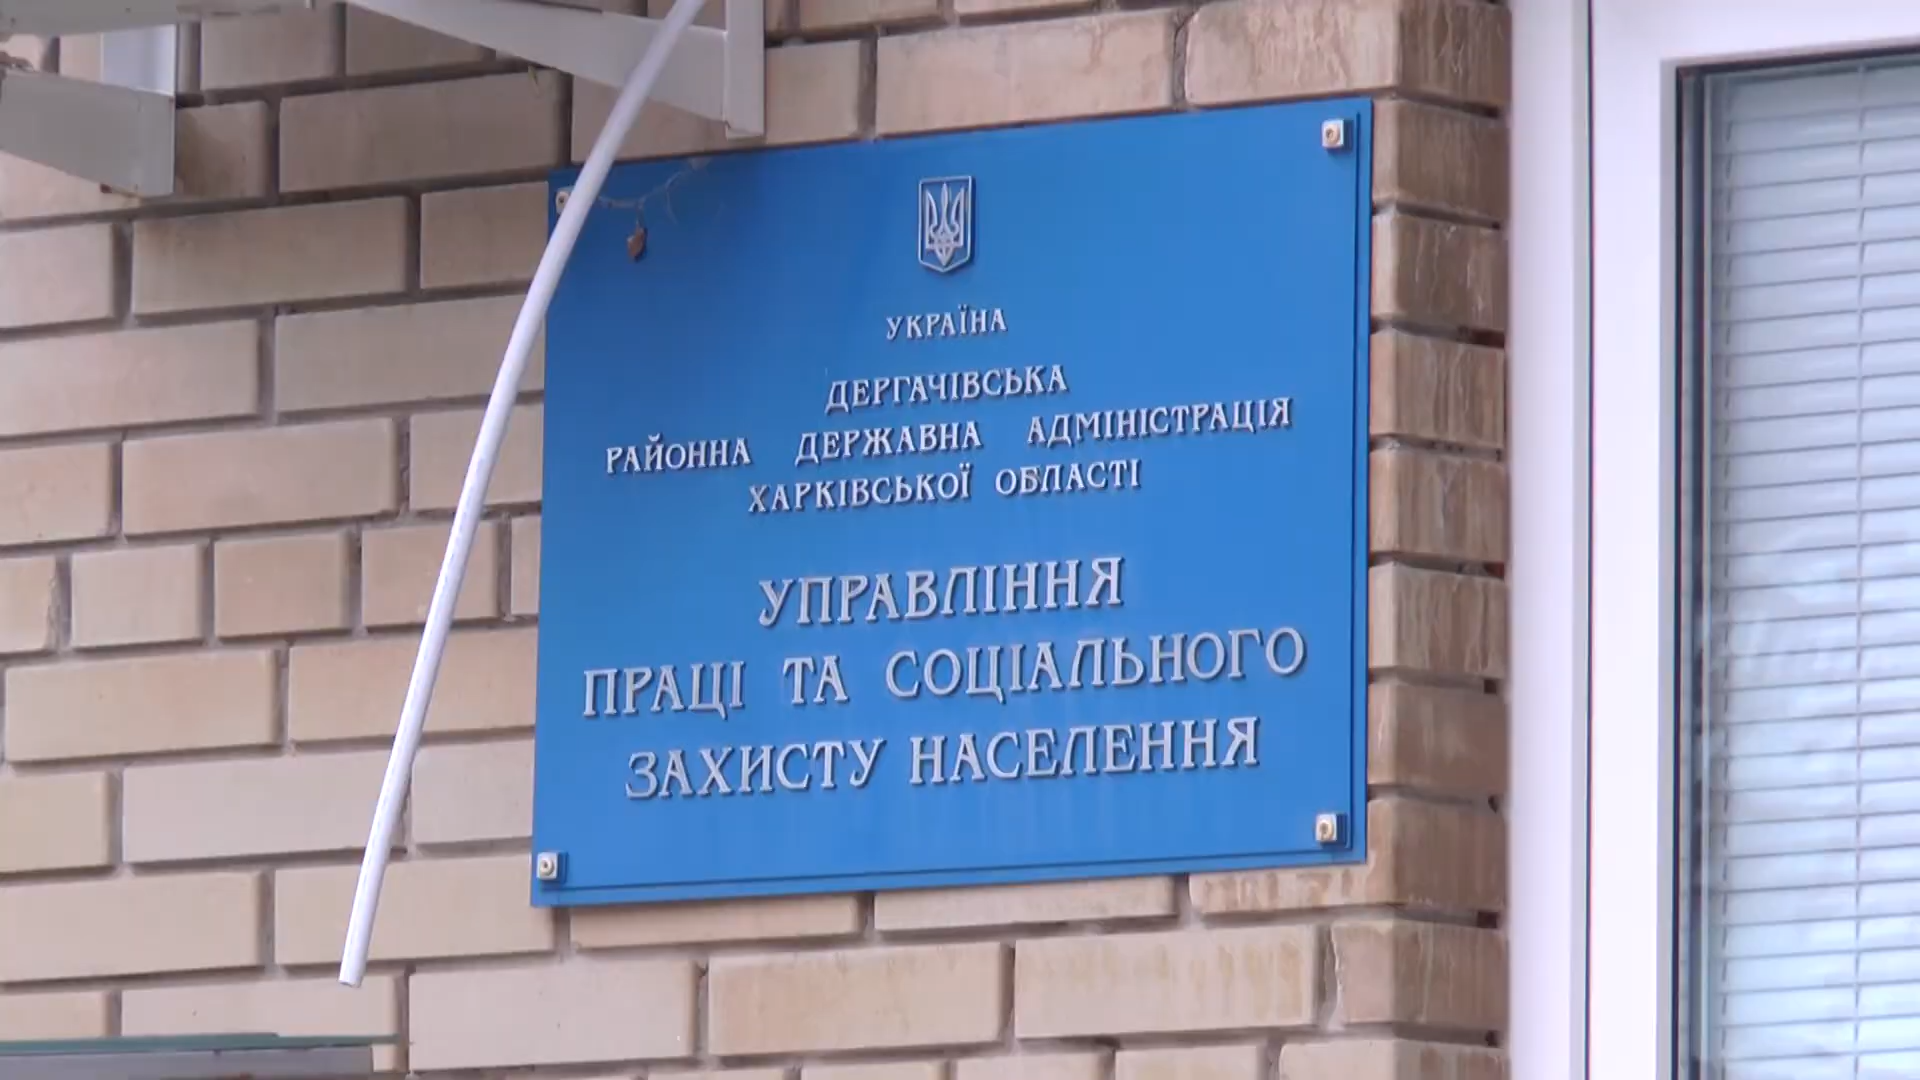 УКРАЇНА
ДЕРГАЧІВСЬКА
РАЙОННА ДЕРЖАВНА АДМІНІСТРАЦІЯ
ХАРКІВСЬКОЇ ОБЛАСТІ
УПРАВЛІННЯ
ПРАЦІ ТА СОЦІАЛЬНОГО
ЗАХИСТУ НАСЕЛЕННЯ